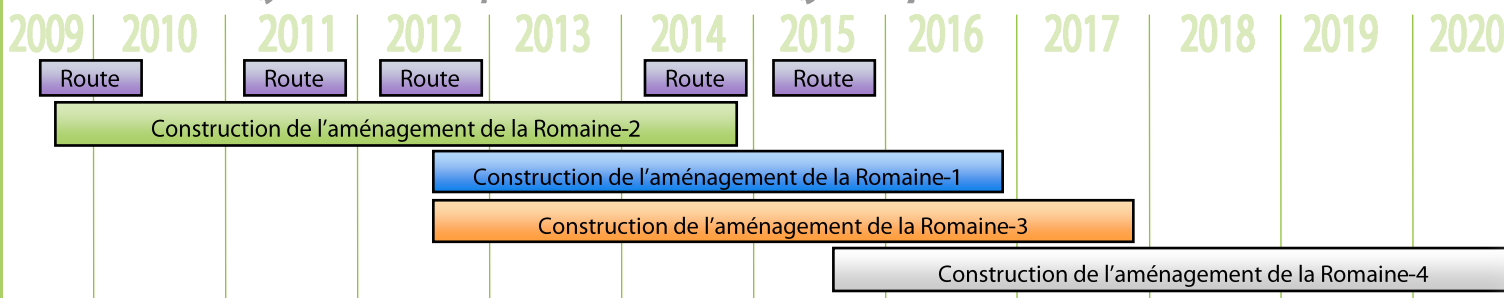 2009 2010 2011 2012 2013 2014 2015 2016 2017 2018 2019 2020
Route Route Route Route Route
Construction de l’aménagement de la Romaine-2
Construction de l’aménagement de la Romaine-1
Construction de l’aménagement de la Romaine-3
Construction de l’aménagement de la Romaine-4